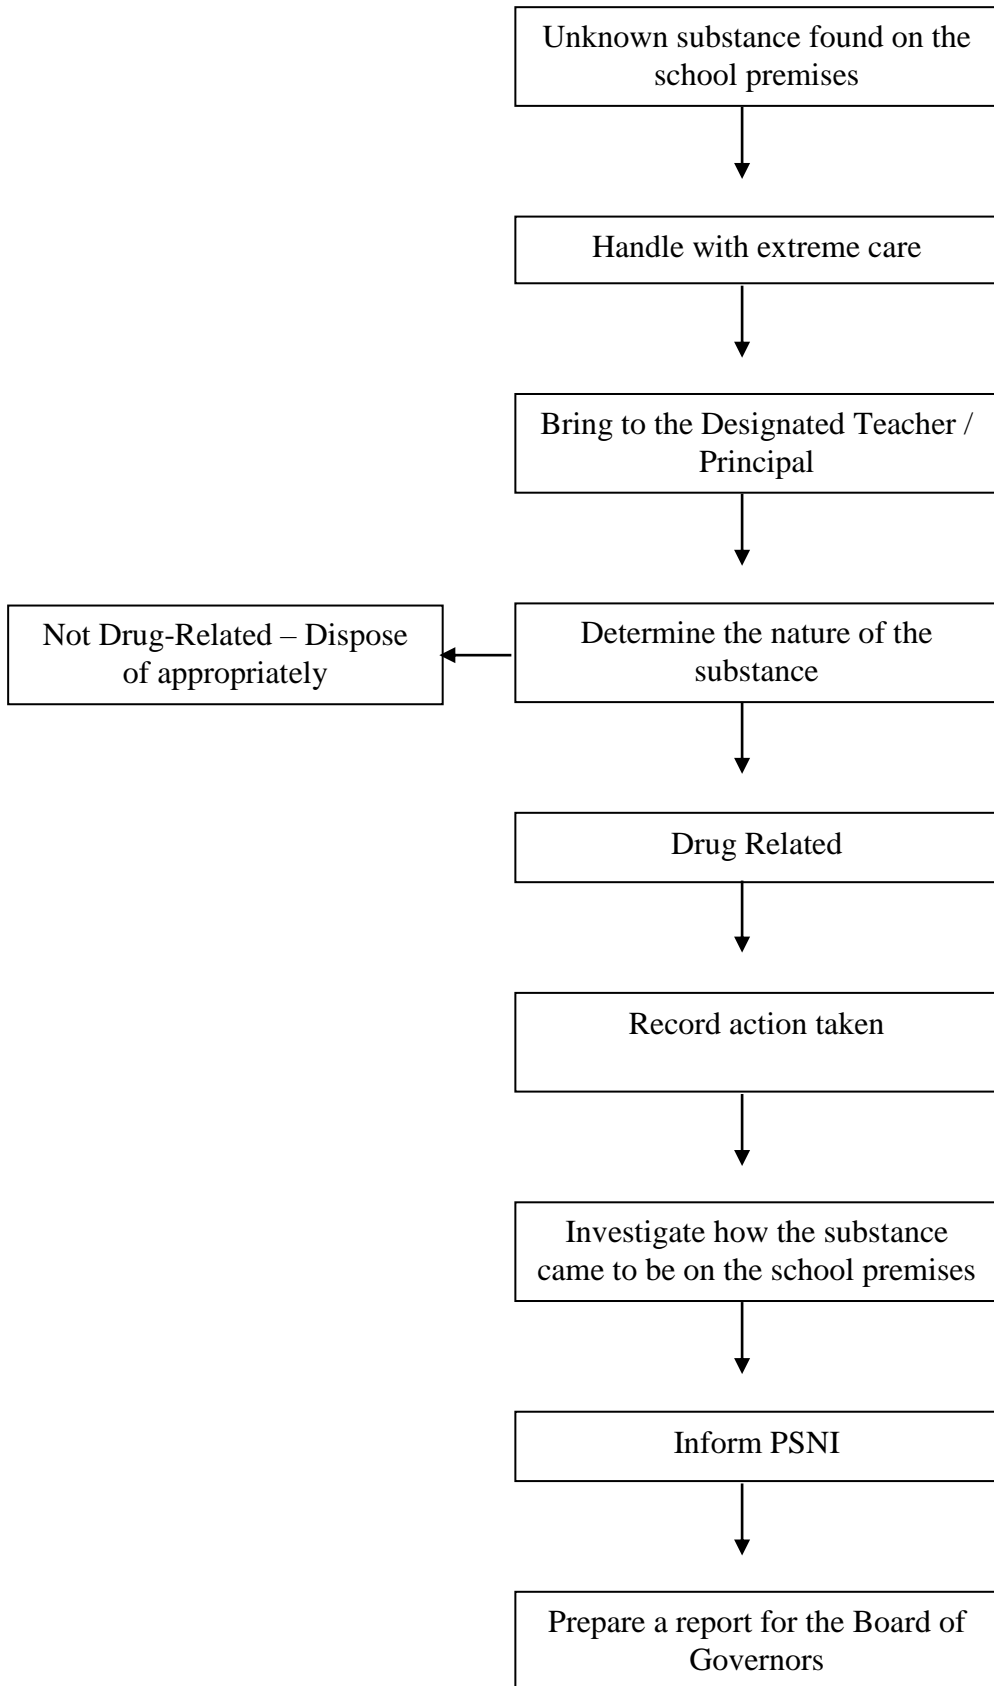 Unknown substance found on the
school premises
Handle with extreme care
Bring to the Designated Teacher /
Principal
Not Drug-Related – Dispose
of appropriately
Determine the nature of the
substance
Drug Related
Record action taken
Investigate how the substance
came to be on the school premises
Inform PSNI
Prepare a report for the Board of
Governors